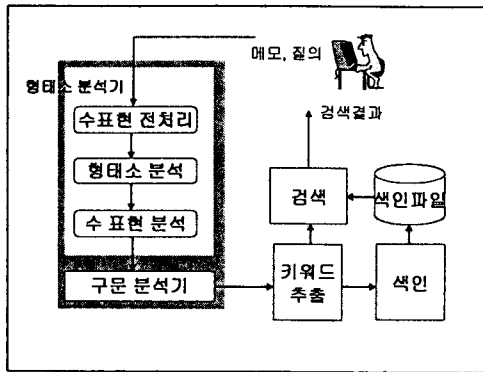 메모, 질의
형태소 분석기
수표현 전처리
검색결과
형태소 분석
검색
색인파일
수 표현 분석
구문 분석기
키워드
추출
색인